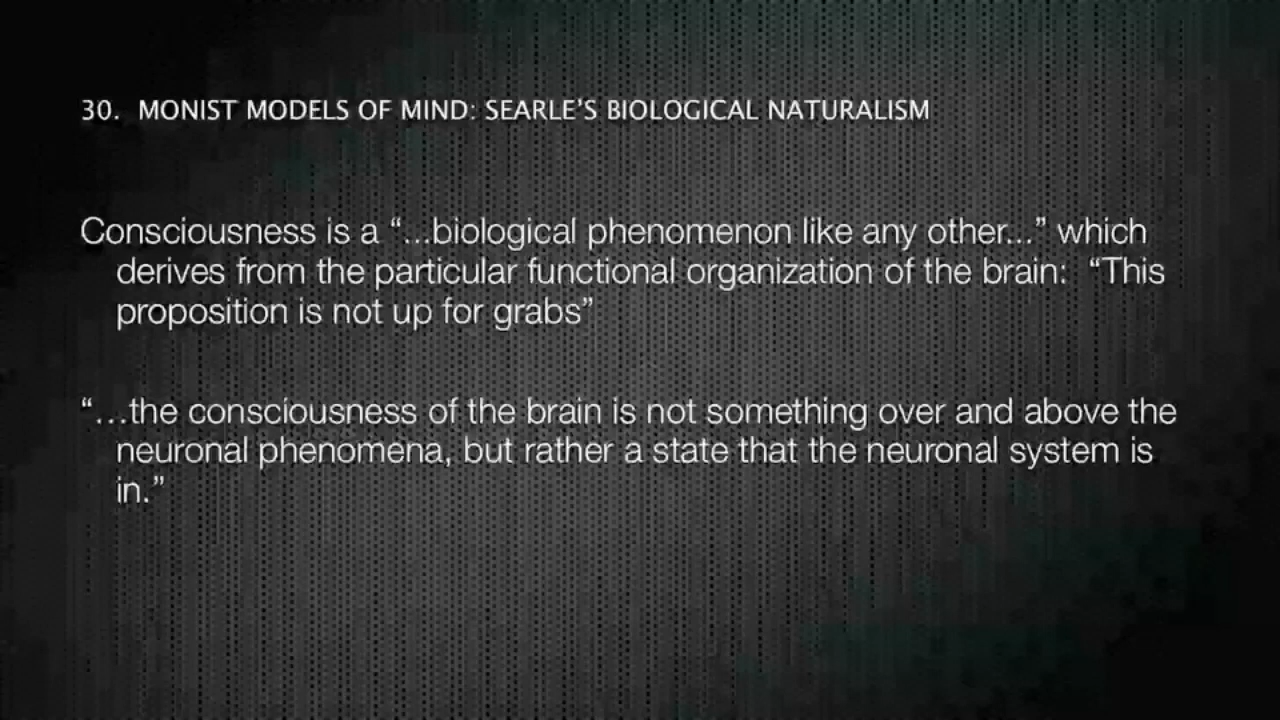 30.  MONIST MODELS OF MIND: SEARLE’S BIOLOGICAL NATURALISM
Consciousness is a “...biological phenomenon like any other...” which
derives from the particular functional organization of the brain:  “This
proposition is not up for grabs”
“…the consciousness of the brain is not something over and above the
neuronal phenomena, but rather a state that the neuronal system is
in.”